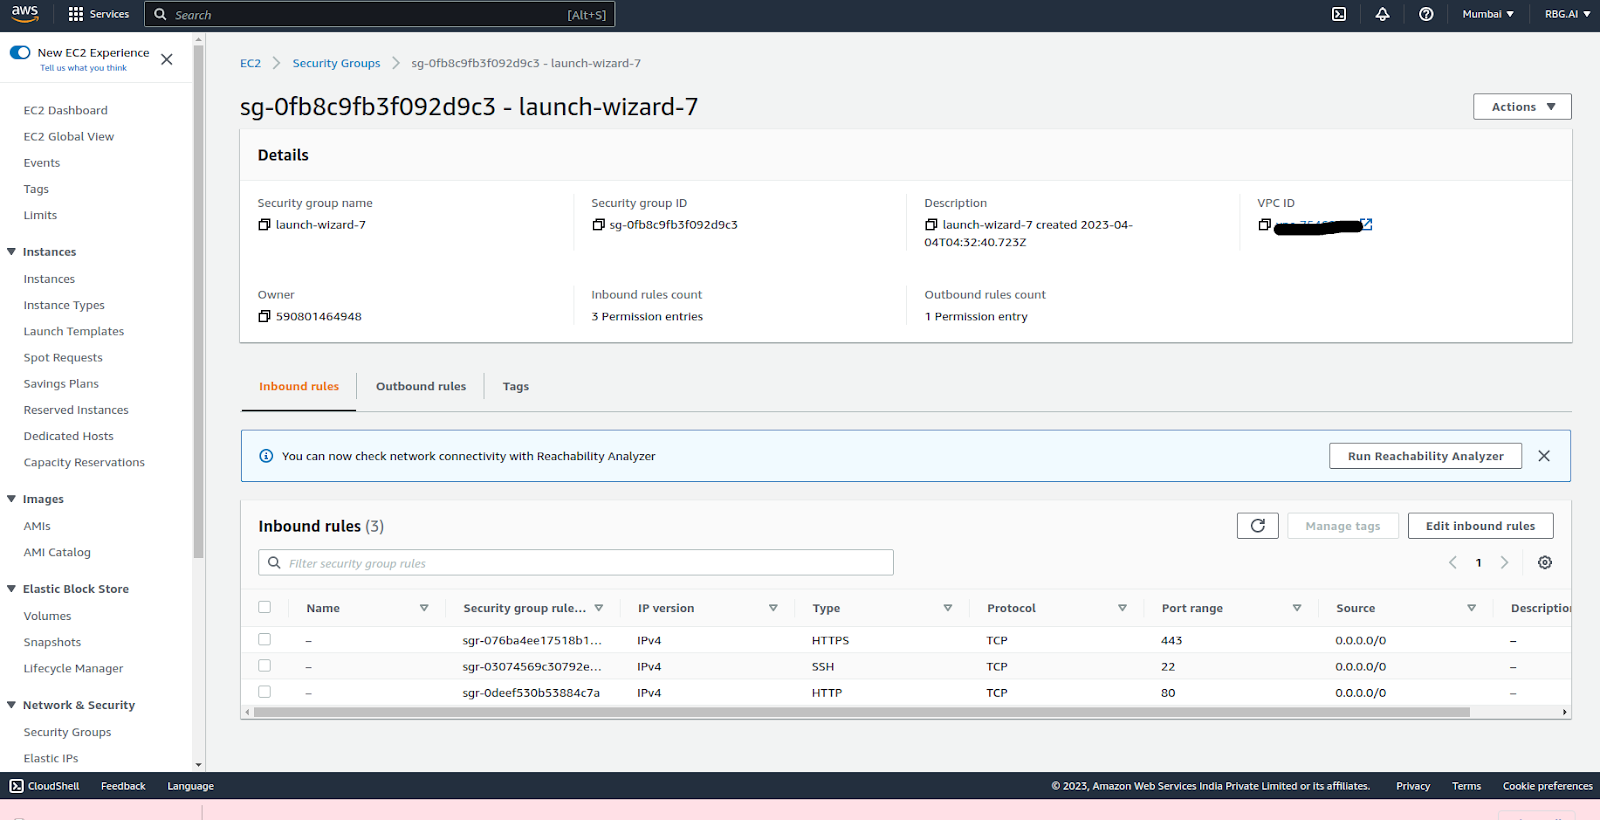 aws Services Search [Alt+S] Mumbai ▼ RBG.AI ▼
New EC2 Experience
Tell us what you think
EC2 Dashboard
EC2 Global View
Events
Tags
Limits
Instances
Instances
Instance Types
Launch Templates
Spot Requests
Savings Plans
Reserved Instances
Dedicated Hosts
Capacity Reservations
Images
AMIs
AMI Catalog
Elastic Block Store
Volumes
Snapshots
Lifecycle Manager
Network & Security
Security Groups
Elastic IPs
EC2 > Security Groups > sg-0fb8c9fb3f092d9c3 - launch-wizard-7
sg-0fb8c9fb3f092d9c3 - launch-wizard-7
Actions ▼
Details
Security group name
launch-wizard-7
Security group ID
sg-0fb8c9fb3f092d9c3
Description
launch-wizard-7 created 2023-04-
04T04:32:40.723Z
VPC ID
Owner
590801464948
Inbound rules count
3 Permission entries
Outbound rules count
1 Permission entry
Inbound rules Outbound rules Tags
You can now check network connectivity with Reachability Analyzer Run Reachability Analyzer
Inbound rules (3) Manage tags Edit inbound rules
Filter security group rules 1
Name Security group rule... IP version Type Protocol Port range Source Description
– sgr-076ba4ee17518b1... IPv4 HTTPS TCP 443 0.0.0.0/0 –
– sgr-03074569c30792e... IPv4 SSH TCP 22 0.0.0.0/0 –
– sgr-0deef530b53884c7a IPv4 HTTP TCP 80 0.0.0.0/0 –
CloudShell Feedback Language © 2023, Amazon Web Services India Private Limited or its affiliates. Privacy Terms Cookie preferences